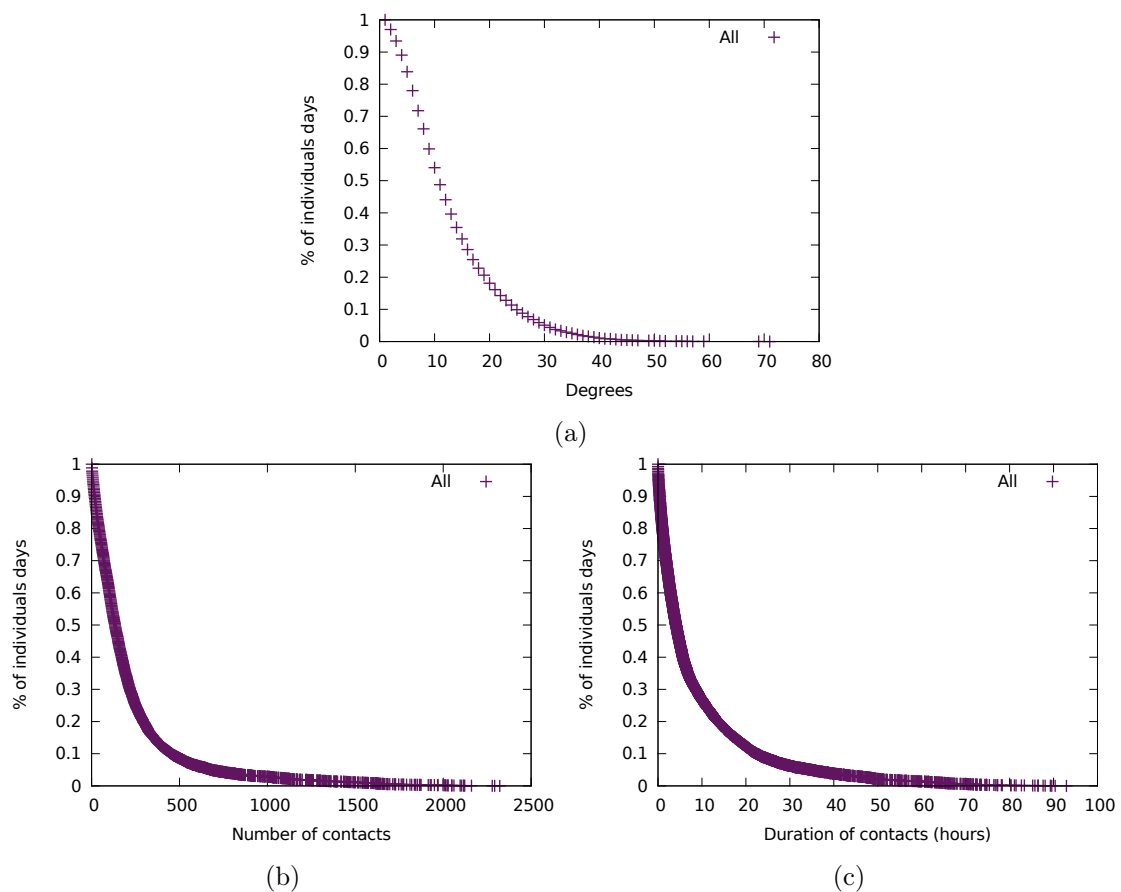 1
0.9
0.8
0.7
0.6
0.5
0.4
0.3
0.2
0.1
0
% of individuals days
All
0 10 20 30 40 50 60 70 80
Degrees
(a)
1
0.9
0.8
0.7
0.6
0.5
0.4
0.3
0.2
0.1
0
% of individuals days
All
0 500 1000 1500 2000 2500
Number of contacts
(b)
1
0.9
0.8
0.7
0.6
0.5
0.4
0.3
0.2
0.1
0
% of individuals days
All
0 10 20 30 40 50 60 70 80 90 100
Duration of contacts (hours)
(c)